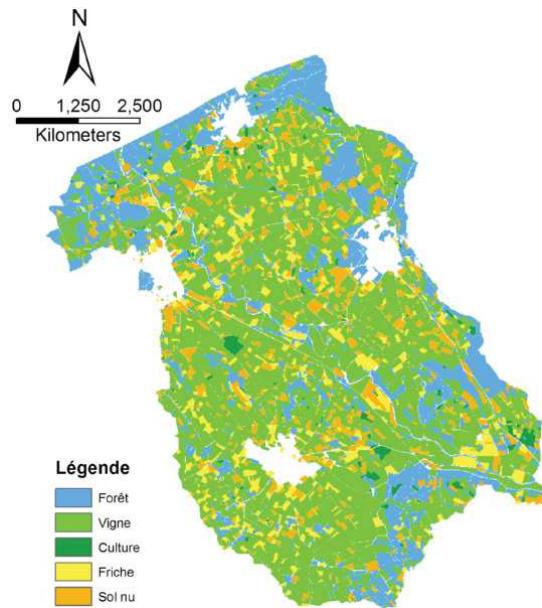 N
0 1,250 2,500
Kilometers
Légende
Forêt
Vigne
Culture
Friche
Sol nu